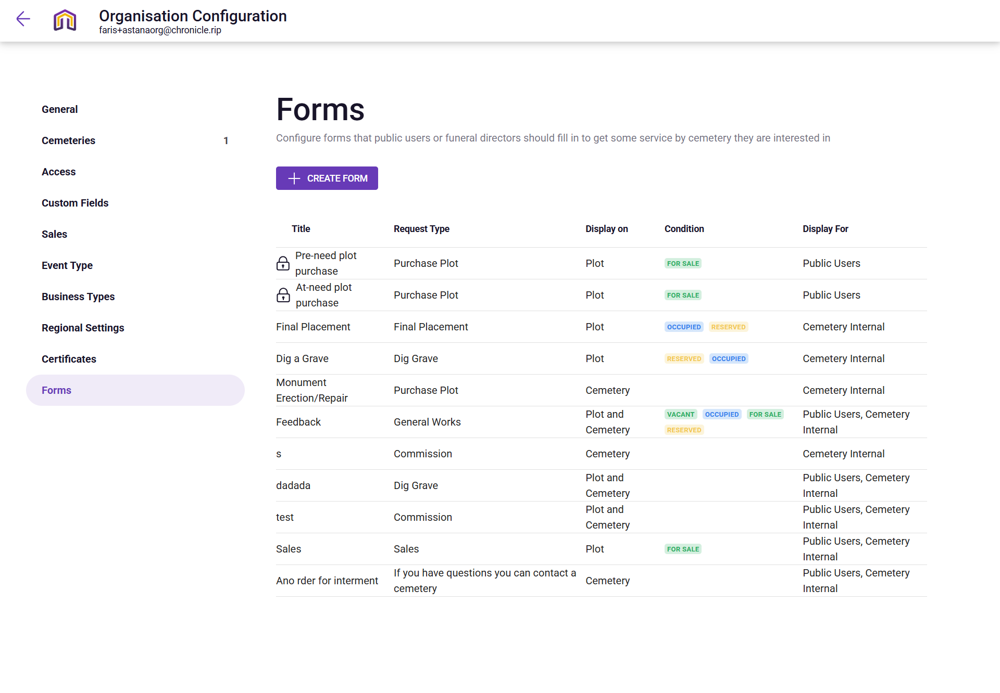 Organisation Configuration
faris+astanaorg@chronicle.rip
General
Cemeteries 1
Access
Custom Fields
Sales
Event Type
Business Types
Regional Settings
Certificates
Forms
Forms
Configure forms that public users or funeral directors should fill in to get some service by cemetery they are interested in
CREATE FORM
Title Request Type Display on Condition Display For
Pre-need plot
purchase
Purchase Plot Plot FOR SALE Public Users
At-need plot
purchase
Purchase Plot Plot FOR SALE Public Users
Final Placement Final Placement Plot OCCUPIED RESERVED Cemetery Internal
Dig a Grave Dig Grave Plot RESERVED OCCUPIED Cemetery Internal
Monument
Erection/Repair
Purchase Plot Cemetery Cemetery Internal
Feedback General Works
Plot and
Cemetery
VACANT OCCUPIED FOR SALE
RESERVED
Public Users, Cemetery
Internal
s Commission Cemetery Cemetery Internal
dadada Dig Grave
Plot and
Cemetery
Public Users, Cemetery
Internal
test Commission
Plot and
Cemetery
Public Users, Cemetery
Internal
Sales Sales Plot FOR SALE
Public Users, Cemetery
Internal
Ano rder for interment
If you have questions you can contact a
cemetery
Cemetery
Public Users, Cemetery
Internal